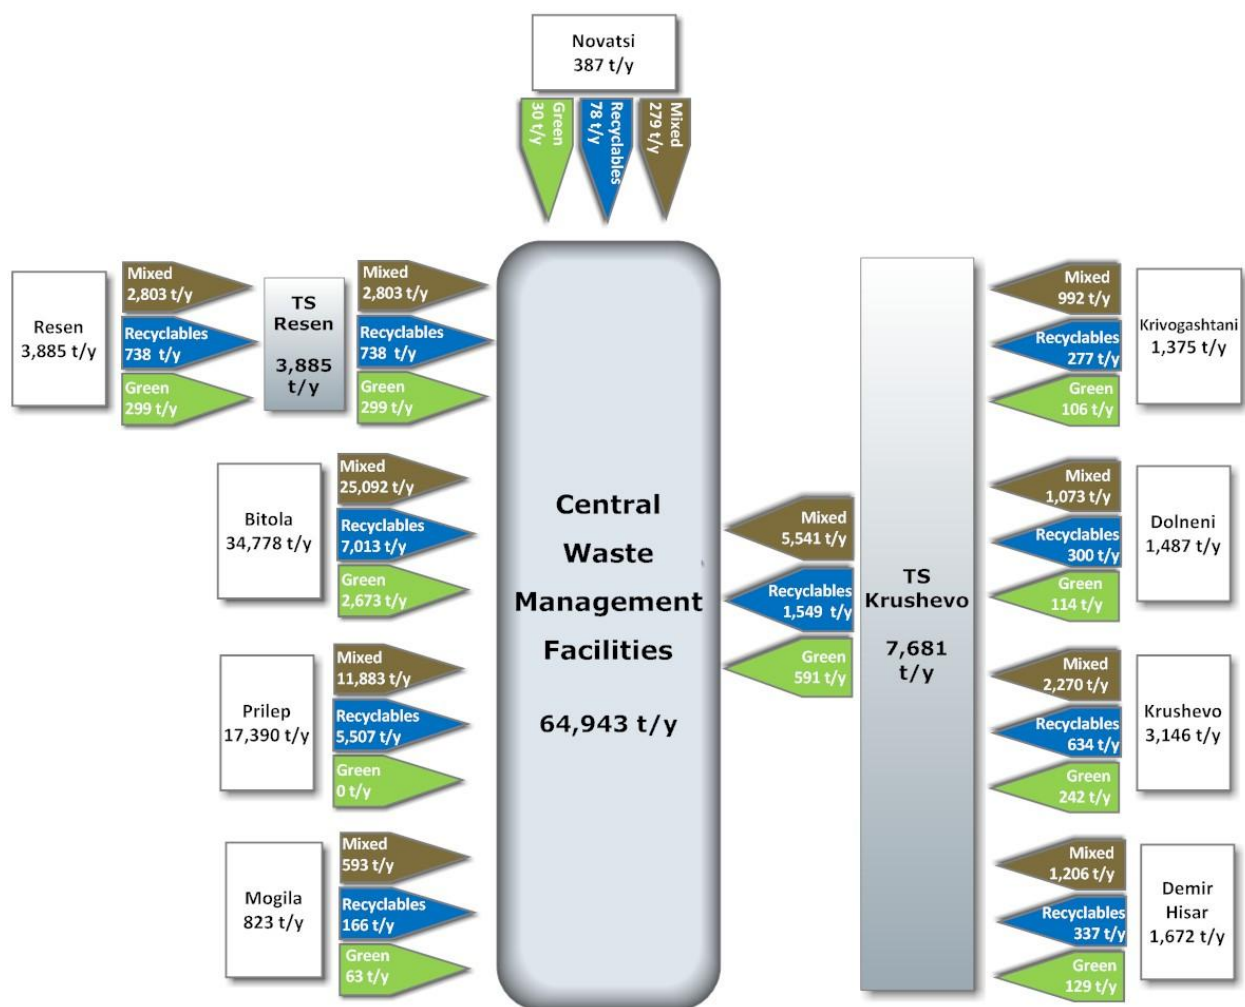 Novatsi
387 t/y
Green
30 t/y
Recyclables
78 t/y
Mixed
279 t/y
Resen
3,885 t/y
Mixed
2,803 t/y
Recyclables
738 t/y
Green
299 t/y
TS
Resen
3,885
t/y
Mixed
2,803 t/y
Recyclables
738 t/y
Green
299 t/y
Bitola
34,778 t/y
Mixed
25,092 t/y
Recyclables
7,013 t/y
Green
2,673 t/y
Prilep
17,390 t/y
Mixed
11,883 t/y
Recyclables
5,507 t/y
Green
0 t/y
Mogila
823 t/y
Mixed
593 t/y
Recyclables
166 t/y
Green
63 t/y
Central
Waste
Management
Facilities
64,943 t/y
Mixed
5,541 t/y
Recyclables
1,549 t/y
Green
591 t/y
TS
Krushevo
7,681
t/y
Mixed
992 t/y
Recyclables
277 t/y
Green
106 t/y
Krivogashtani
1,375 t/y
Mixed
1,073 t/y
Recyclables
300 t/y
Green
114 t/y
Dolneni
1,487 t/y
Mixed
2,270 t/y
Recyclables
634 t/y
Green
242 t/y
Krushevo
3,146 t/y
Mixed
1,206 t/y
Recyclables
337 t/y
Green
129 t/y
Demir
Hisar
1,672 t/y